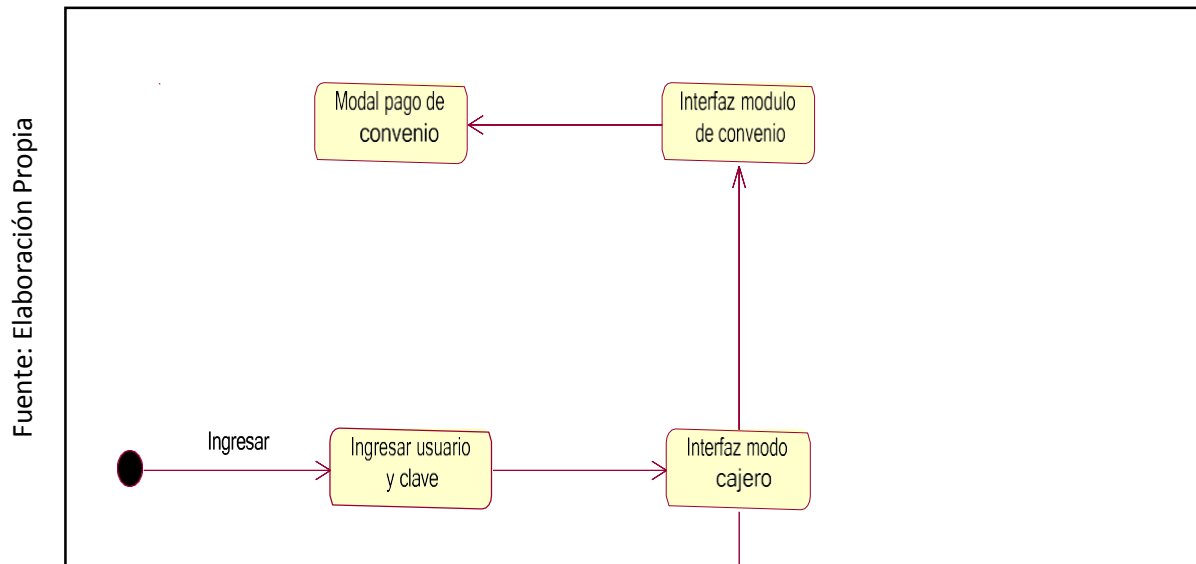 Fuente: Elaboración Propia
Modal pago de
convenio
Interfaz modulo
de convenio
Ingresar
Ingresar usuario
y clave
Interfaz modo
cajero